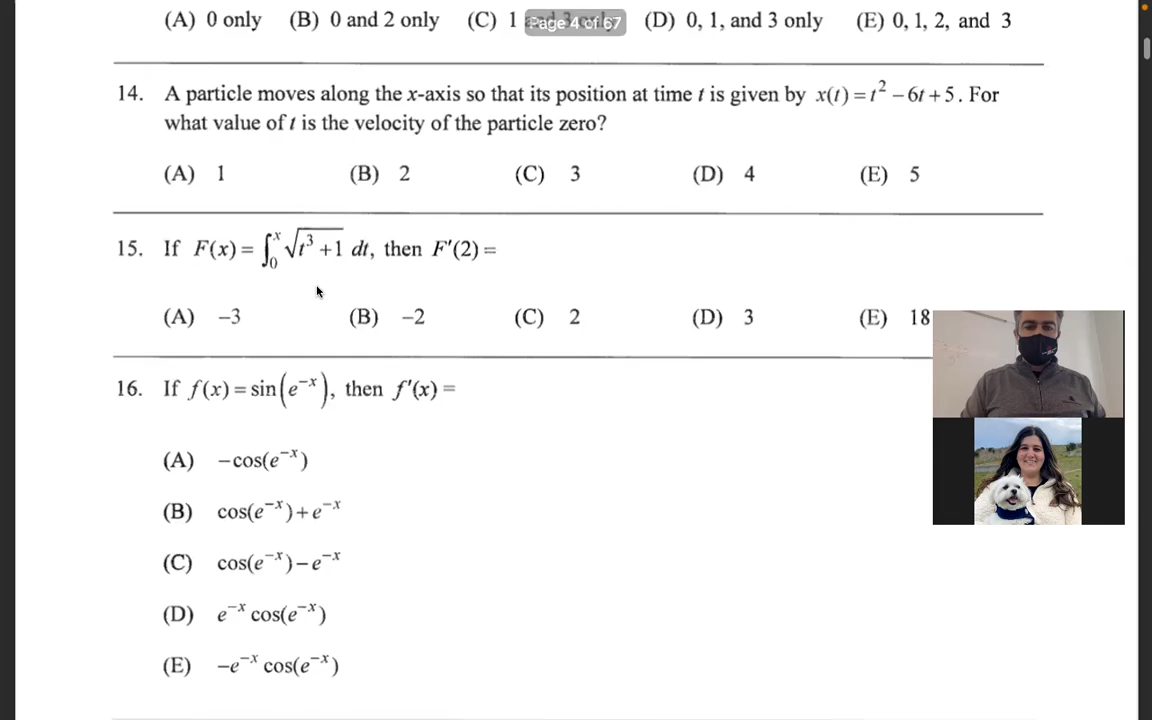 (A) 0 only (B) 0 and 2 only (C) 1 (D) 0, 1, and 3 only (E) 0, 1, 2, and 3
Page 4 of 67
14. A particle moves along the x-axis so that its position at time t is given by x(t) = t² − 6t + 5. For
what value of t is the velocity of the particle zero?
(A) 1 (B) 2 (C) 3 (D) 4 (E) 5
15. If F(x) = ∫₀ˣ √(t³ + 1) dt, then F′(2) =
(A) −3 (B) −2 (C) 2 (D) 3 (E) 18
16. If f(x) = sin(e⁻ˣ), then f′(x) =
(A) −cos(e⁻ˣ)
(B) cos(e⁻ˣ) + e⁻ˣ
(C) cos(e⁻ˣ) − e⁻ˣ
(D) e⁻ˣ cos(e⁻ˣ)
(E) −e⁻ˣ cos(e⁻ˣ)